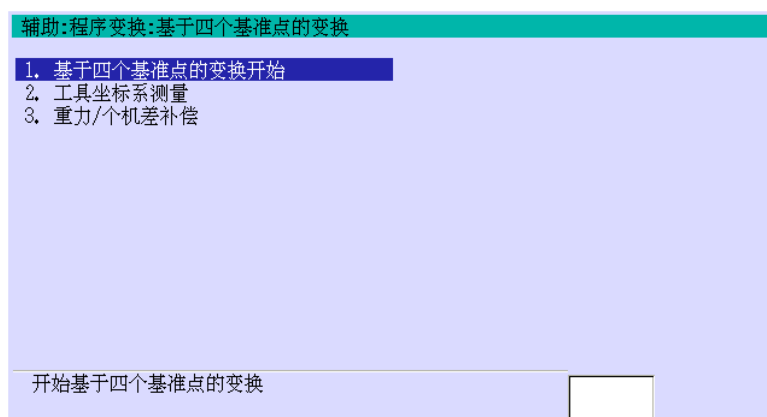 辅助:程序变换:基于四个基准点的变换
1. 基于四个基准点的变换开始
2. 工具坐标系测量
3. 重力/个机差补偿
开始基于四个基准点的变换